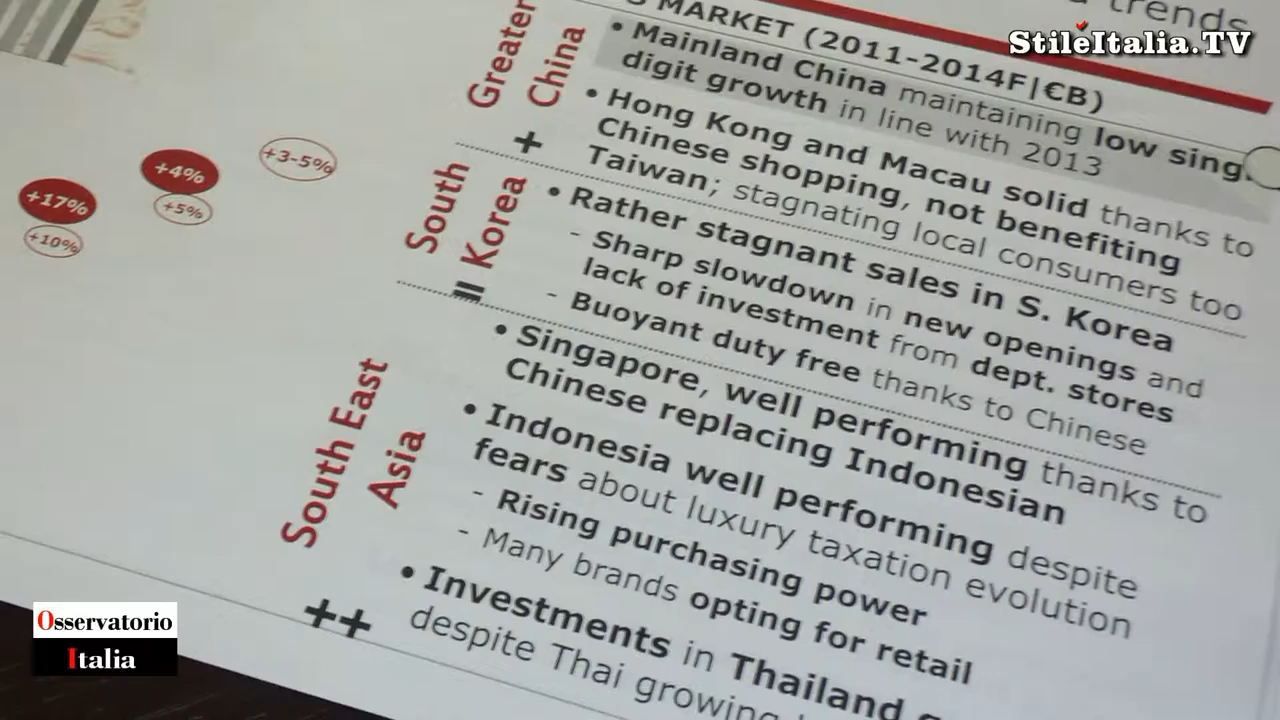 trends
StileItalia.TV
MARKET (2011-2014F|€B)
Greater
China
+
• Mainland China maintaining low
digit growth in line with 2013
• Hong Kong and Macau solid thanks to
Chinese shopping, not benefiting
Taiwan; stagnating local consumers too
+4%
+3-5%
+17%
+5%
+10%
South
Korea
=
• Rather stagnant sales in S. Korea
- Sharp slowdown in new openings and
lack of investment from dept. stores
- Buoyant duty free thanks to Chinese
South East
Asia
++
• Singapore, well performing thanks to
Chinese replacing Indonesian
• Indonesia well performing despite
fears about luxury taxation evolution
- Rising purchasing power
- Many brands opting for retail
• Investments in Thailand
despite Thai growing
Osservatorio
Italia